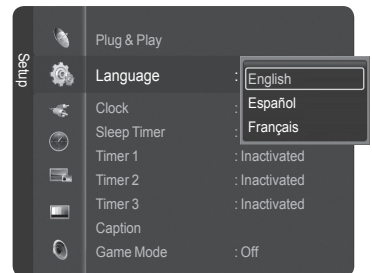 Setup
Plug & Play
Language : English
Español
Français
Clock :
Sleep Timer :
Timer 1 : Inactivated
Timer 2 : Inactivated
Timer 3 : Inactivated
Caption
Game Mode : Off